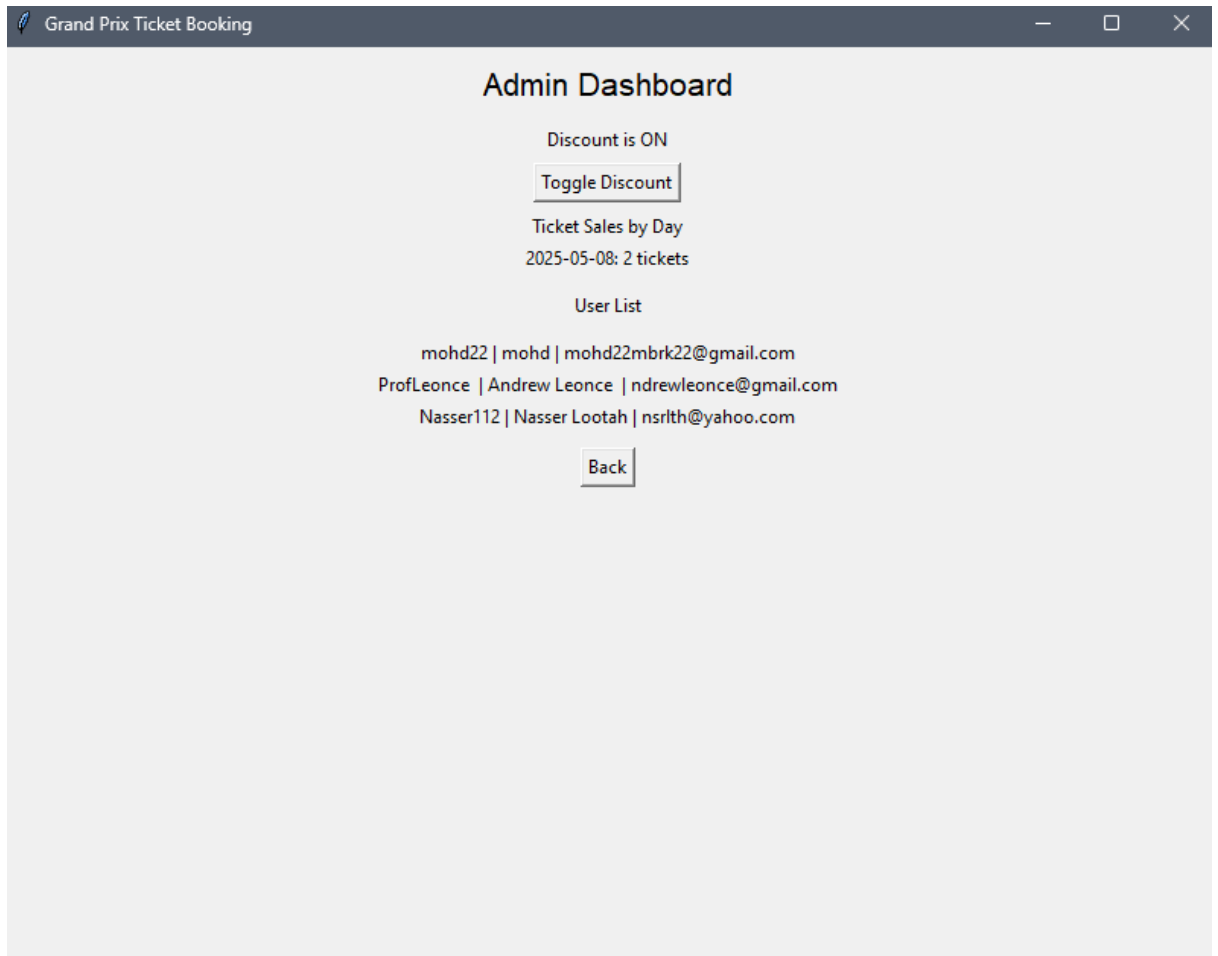 Grand Prix Ticket Booking
Admin Dashboard
Discount is ON
Toggle Discount
Ticket Sales by Day
2025-05-08: 2 tickets
User List
mohd22 | mohd | mohd22mbrk22@gmail.com
ProfLeonce | Andrew Leonce | ndrewleonce@gmail.com
Nasser112 | Nasser Lootah | nsrlth@yahoo.com
Back